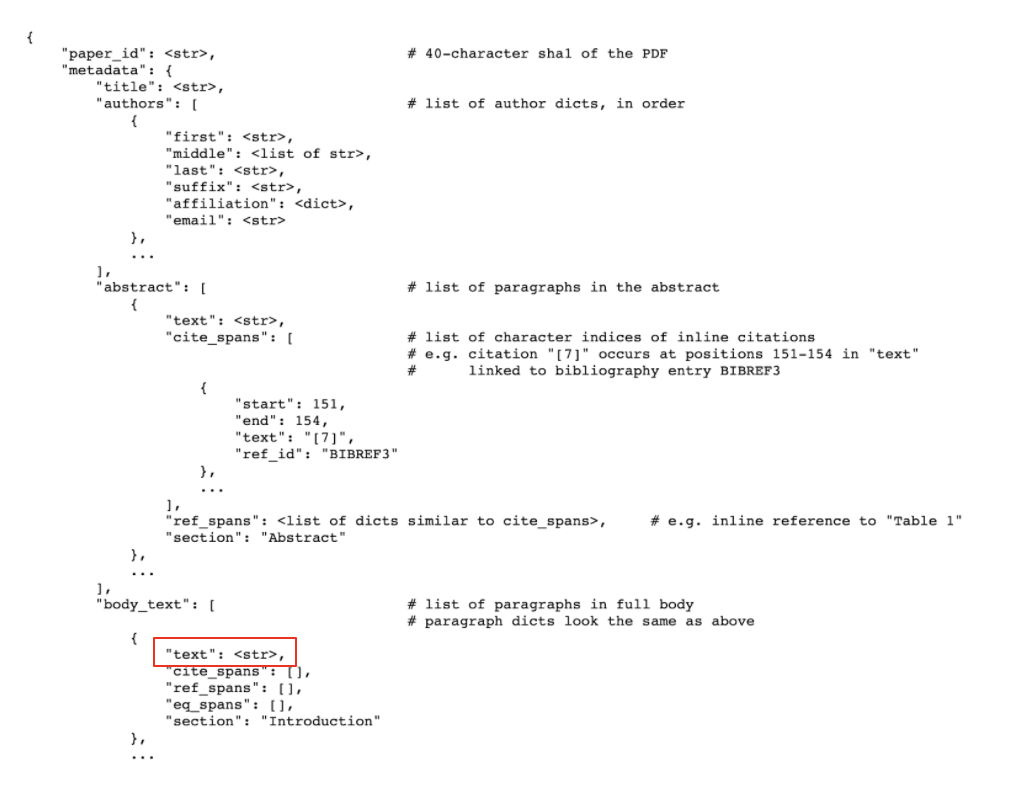 {
"paper_id": <str>, # 40-character sha1 of the PDF
"metadata": {
"title": <str>,
"authors": [ # list of author dicts, in order
{
"first": <str>,
"middle": <list of str>,
"last": <str>,
"suffix": <str>,
"affiliation": <dict>,
"email": <str>
},
...
],
"abstract": [ # list of paragraphs in the abstract
{
"text": <str>,
"cite_spans": [ # list of character indices of inline citations
# e.g. citation "[7]" occurs at positions 151-154 in "text"
# linked to bibliography entry BIBREF3
{
"start": 151,
"end": 154,
"text": "[7]",
"ref_id": "BIBREF3"
},
...
],
"ref_spans": <list of dicts similar to cite_spans>, # e.g. inline reference to "Table 1"
"section": "Abstract"
},
...
],
"body_text": [ # list of paragraphs in full body
# paragraph dicts look the same as above
{
"text": <str>,
"cite_spans": [],
"ref_spans": [],
"eq_spans": [],
"section": "Introduction"
},
...